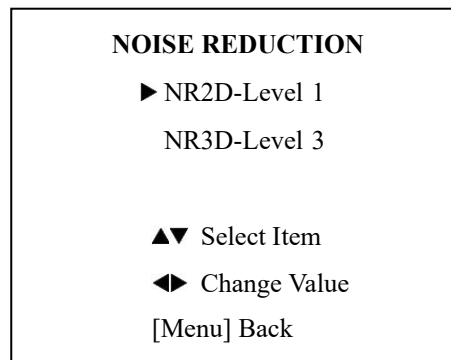 NOISE REDUCTION
▶ NR2D-Level 1
NR3D-Level 3
▲▼ Select Item
◀▶ Change Value
[Menu] Back